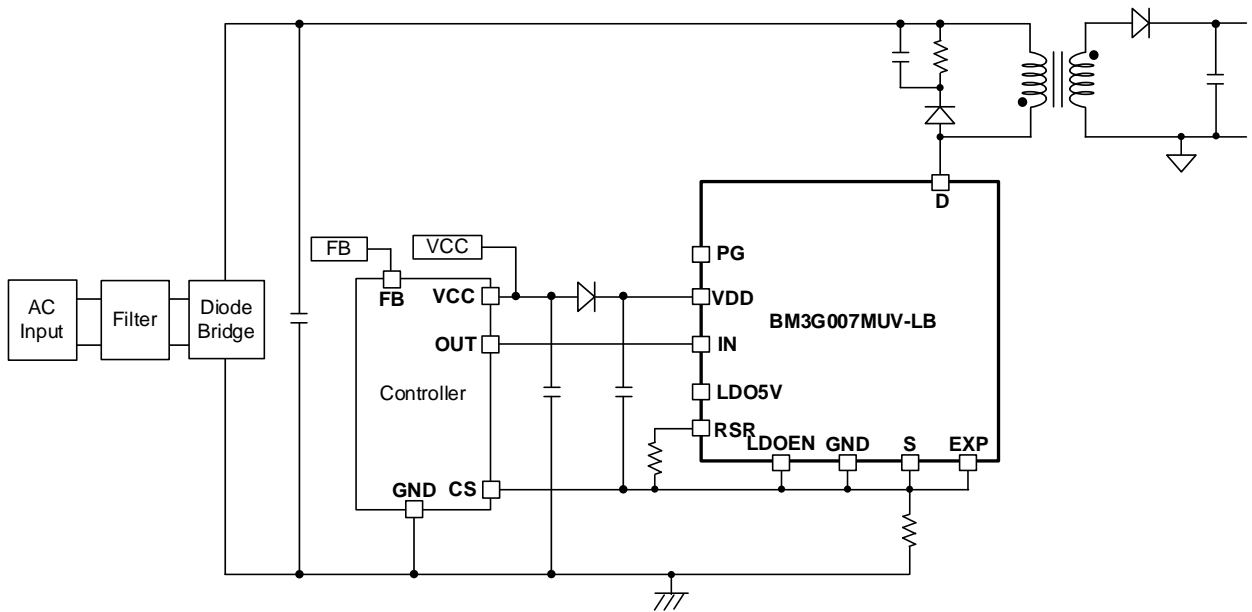 D
PG
FB
VCC
AC
Input
Filter
Diode
Bridge
FB
VCC
VDD
BM3G007MUV-LB
OUT
IN
Controller
LDO5V
RSR
LDOEN
GND
S
EXP
GND
CS